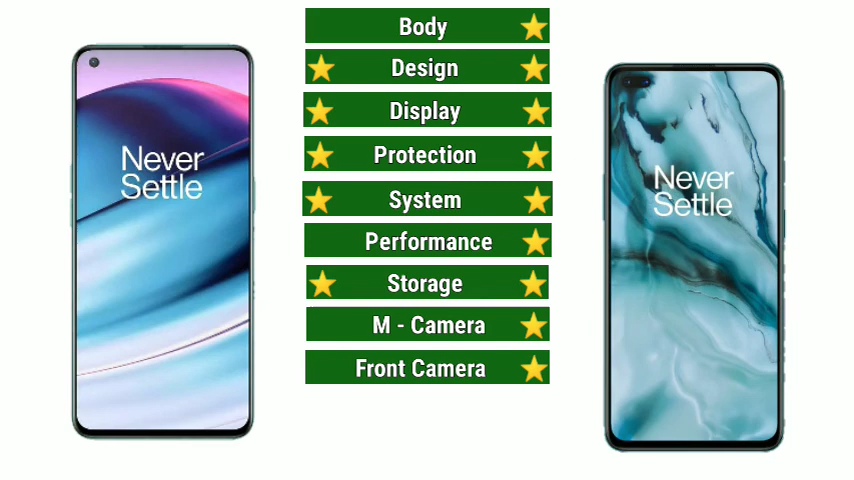 Body
Design
Display
Protection
System
Performance
Storage
M - Camera
Front Camera
Never
Settle
Never
Settle